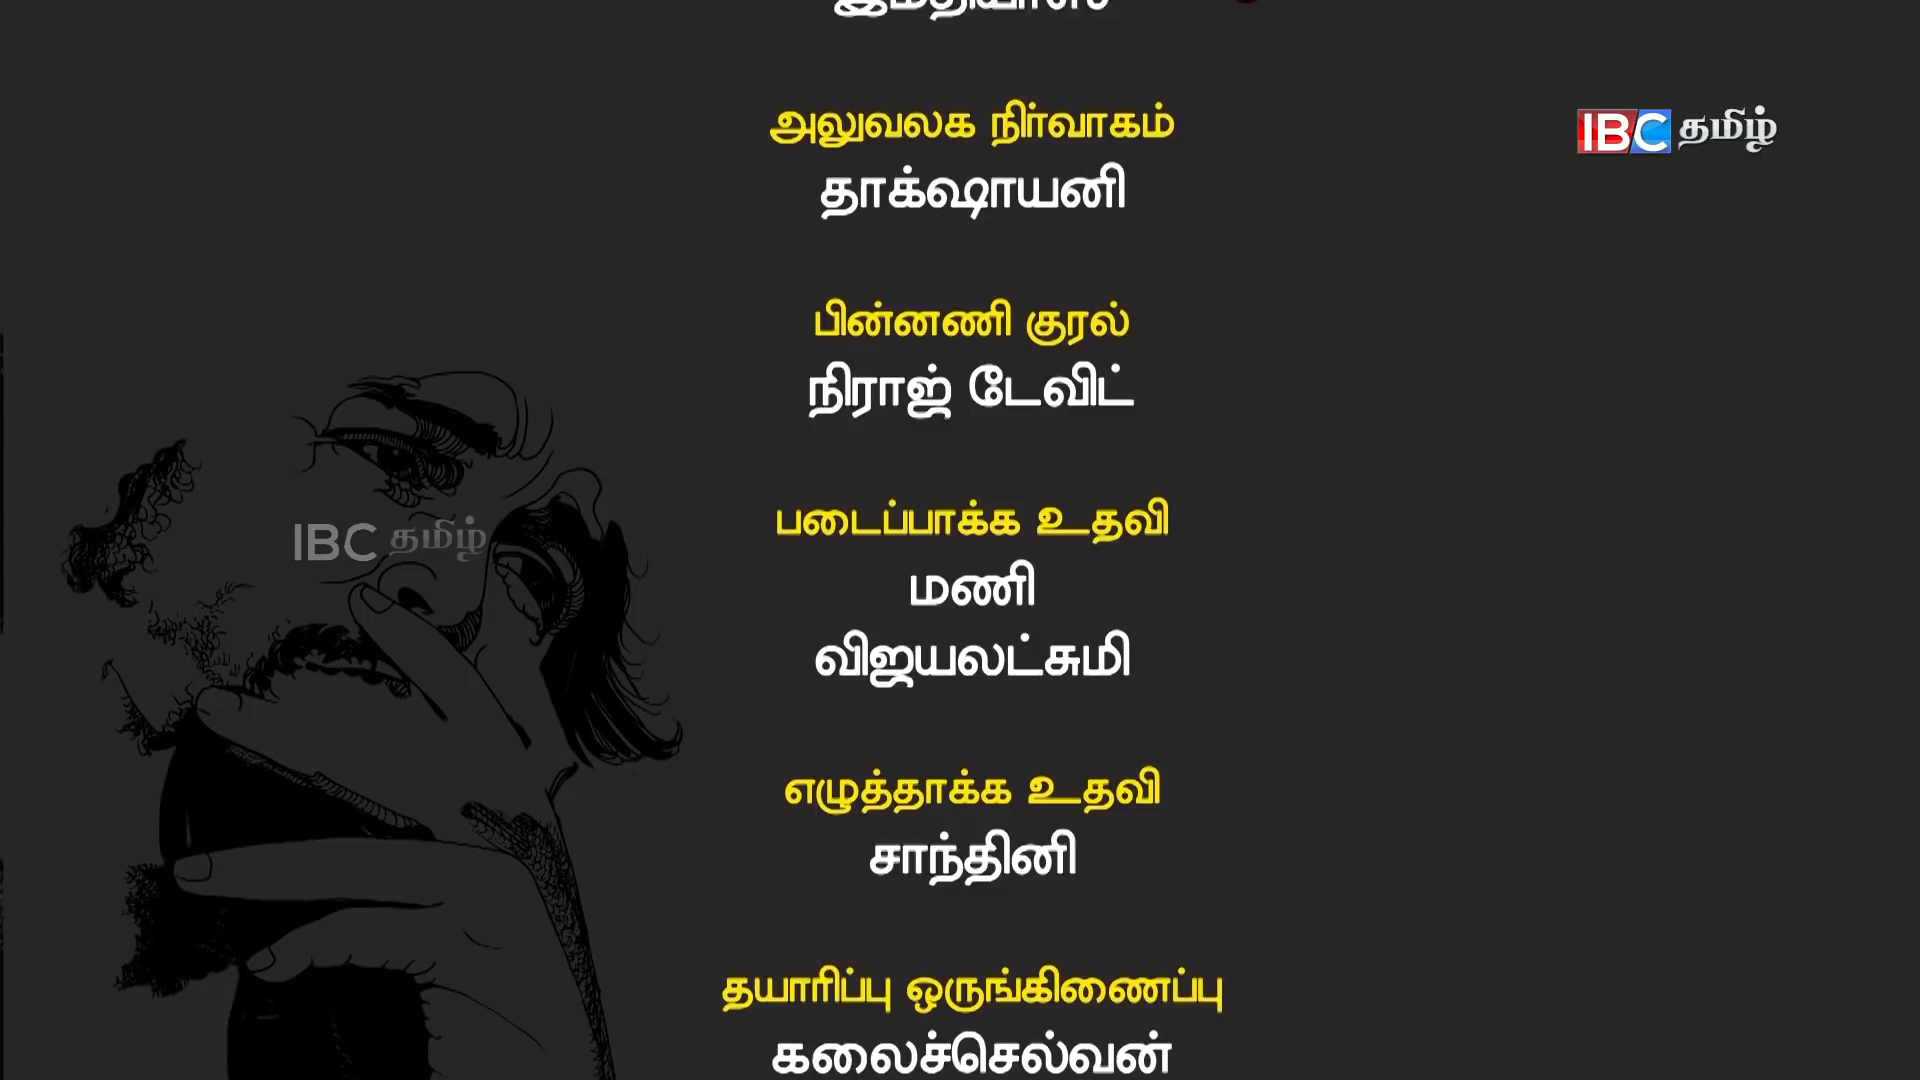 அலுவலக நிர்வாகம்
IBC தமிழ்
தாக்ஷாயனி
பின்னணி குரல்
நிராஜ் டேவிட்
படைப்பாக்க உதவி
IBC தமிழ்
மணி
விஜயலட்சுமி
எழுத்தாக்க உதவி
சாந்தினி
தயாரிப்பு ஒருங்கிணைப்பு
கலைச்செல்வன்